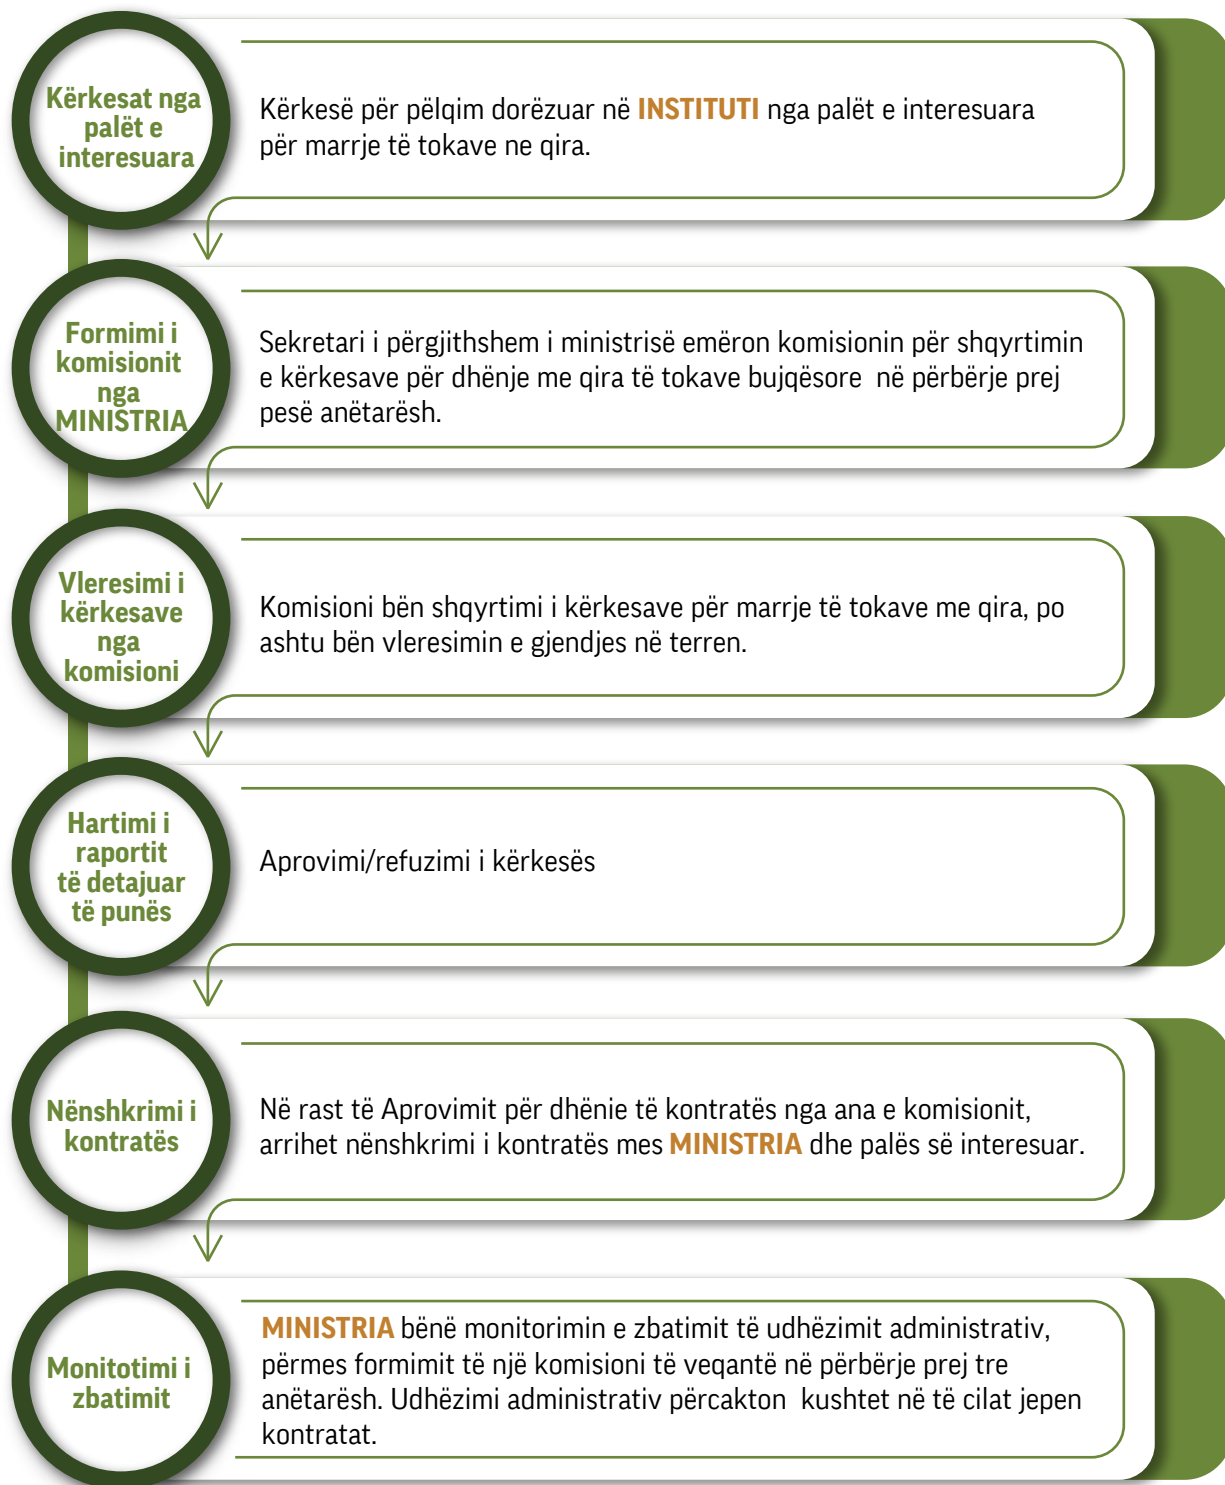 Kërkesat nga
palët e
interesuara
Kërkesë për pëlqim dorëzuar në INSTITUTI nga palët e interesuara
për marrje të tokave ne qira.
Formimi i
komisionit
nga
MINISTRIA
Sekretari i përgjithshem i ministrisë emëron komisionin për shqyrtimin
e kërkesave për dhënje me qira të tokave bujqësore në përbërje prej
pesë anëtarësh.
Vleresimi i
kërkesave
nga
komisioni
Komisioni bën shqyrtimi i kërkesave për marrje të tokave me qira, po
ashtu bën vleresimin e gjendjes në terren.
Hartimi i
raportit
të detajuar
të punës
Aprovimi/refuzimi i kërkesës
Nënshkrimi i
kontratës
Në rast të Aprovimit për dhënie të kontratës nga ana e komisionit,
arrihet nënshkrimi i kontratës mes MINISTRIA dhe palës së interesuar.
Monitotimi i
zbatimit
MINISTRIA bënë monitorimin e zbatimit të udhëzimit administrativ,
përmes formimit të një komisioni të veqantë në përbërje prej tre
anëtarësh. Udhëzimi administrativ përcakton kushtet në të cilat jepen
kontratat.